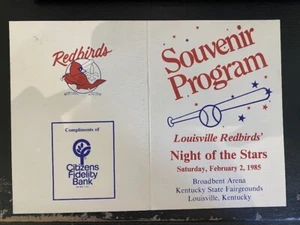 Redbirds
Compliments of
Citizens
Fidelity
Bank
Souvenir
Program
Louisville Redbirds'
Night of the Stars
Saturday, February 2, 1985
Broadbent Arena
Kentucky State Fairgrounds
Louisville, Kentucky